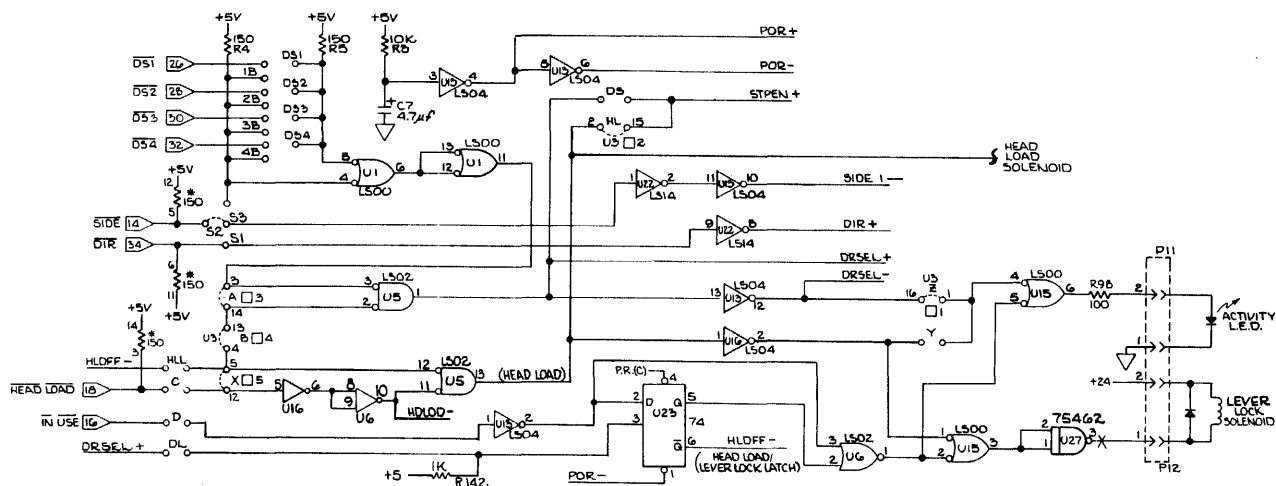 +5V
+5V
+5V
150
R4
150
R5
10K
R8
DS1 26
DS2 28
DS3 30
DS4 32
1B
2B
3B
4B
DS1
DS2
DS3
DS4
+
C7
4.7μf
3 U15 4
LS04
5 U13 6
LS04
POR+
POR-
DS
STPEN+
2 HL 15
U3 □2
HEAD
LOAD
SOLENOID
5
4
U1
6
LS00
13
12
LS00
U1
11
+5V
12
*
150
5
SIDE 14
S2
S3
1 U22 2
LS14
11 U15 10
LS04
SIDE 1-
DIR 34
S1
9 U22 8
LS14
DIR+
6
*
150
11
+5V
3
A □3
14
13
U3 B □4
4
3
2
LS02
U5
1
DRSEL+
DRSEL-
13 U13 12
LS04
U3
16 Z 1
□1
Y
4
5
LS00
U15
6
R98
100
P11
2
1
ACTIVITY
L.E.D.
+5V
14
*
150
3
HLDFF-
HLL
5
X □5
12
HEAD LOAD 18
C
5 U16 6
8
9
U6
10
HDLOD-
12
11
LS02
U5
13
(HEAD LOAD)
1 U16 2
LS04
IN USE 16
D
1 U13 2
LS04
DRSEL+
DL
+5
1K
R142
P.R.(C) 4
2 D Q 5
3 U23
74
Q 6
1
POR-
HLDFF-
(HEAD LOAD/
LEVER LOCK LATCH)
3
2
LS02
U6
1
1
2
LS00
U15
3
75462
2
1
U27
3
+24
2
1
P12
LEVER
LOCK
SOLENOID